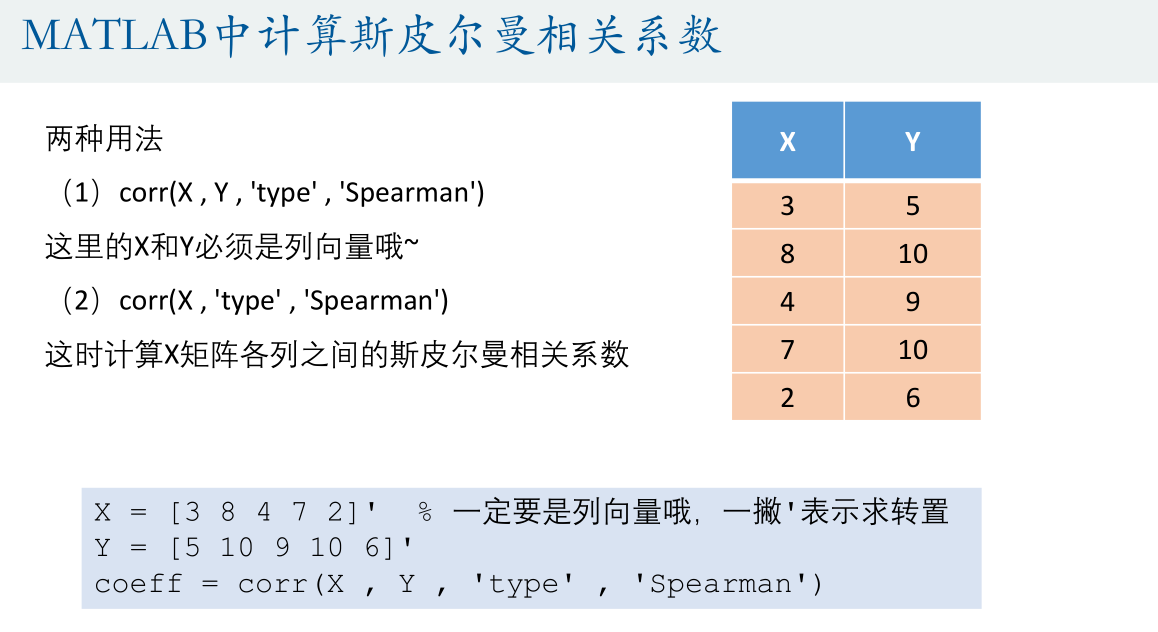 MATLAB中计算斯皮尔曼相关系数
两种用法
（1）corr(X , Y , 'type' , 'Spearman')
这里的X和Y必须是列向量哦~
（2）corr(X , 'type' , 'Spearman')
这时计算X矩阵各列之间的斯皮尔曼相关系数
X Y
3 5
8 10
4 9
7 10
2 6
X = [3 8 4 7 2]'  % 一定要是列向量哦，一撇'表示求转置
Y = [5 10 9 10 6]'
coeff = corr(X , Y , 'type' , 'Spearman')